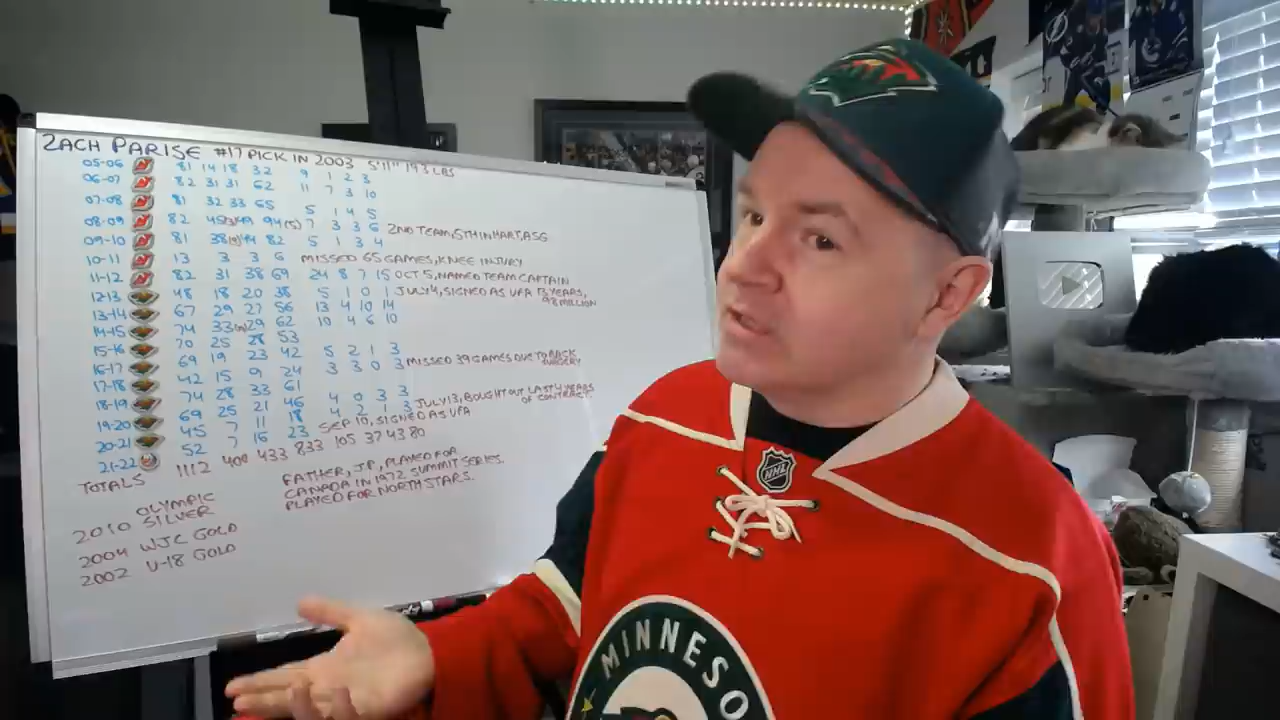 ZACH PARISE #17 PICK IN 2003 5'11" 193 LBS
05-06 81 14 18 32 9 1 2 3
06-07 82 31 31 62 11 7 3 10
07-08 81 32 33 65 5 1 4 5
08-09 82 45(3)49 94(5) 7 3 3 6 2ND TEAM, 5TH IN HART, ASG
09-10 81 38 44 82 5 1 3 4
10-11 13 3 3 6 MISSED 65 GAMES, KNEE INJURY
11-12 82 31 38 69 24 8 7 15 OCT 5, NAMED TEAM CAPTAIN
12-13 48 18 20 38 5 1 0 1 JULY 4, SIGNED AS UFA 13 YEARS,
98 MILLION
13-14 67 29 27 56 13 4 10 14
14-15 74 33 29 62 10 4 6 10
15-16 70 25 28 53
16-17 69 19 23 42 5 2 1 3
17-18 42 15 9 24 3 3 0 3 MISSED 39 GAMES DUE TO BACK
SURGERY
18-19 74 28 33 61
19-20 69 25 21 46 4 0 3 3
20-21 45 7 11 18 4 2 1 3 JULY 13, BOUGHT OUT LAST 4 YEARS
OF CONTRACT
21-22 52 7 16 23 SEP 10, SIGNED AS UFA
TOTALS 1112 408 433 833 105 37 43 80
FATHER, J.P., PLAYED FOR
CANADA IN 1972 SUMMIT SERIES.
PLAYED FOR NORTH STARS.
OLYMPIC
2010 SILVER
2004 WJC GOLD
2002 U-18 GOLD
NHL
MINNESO